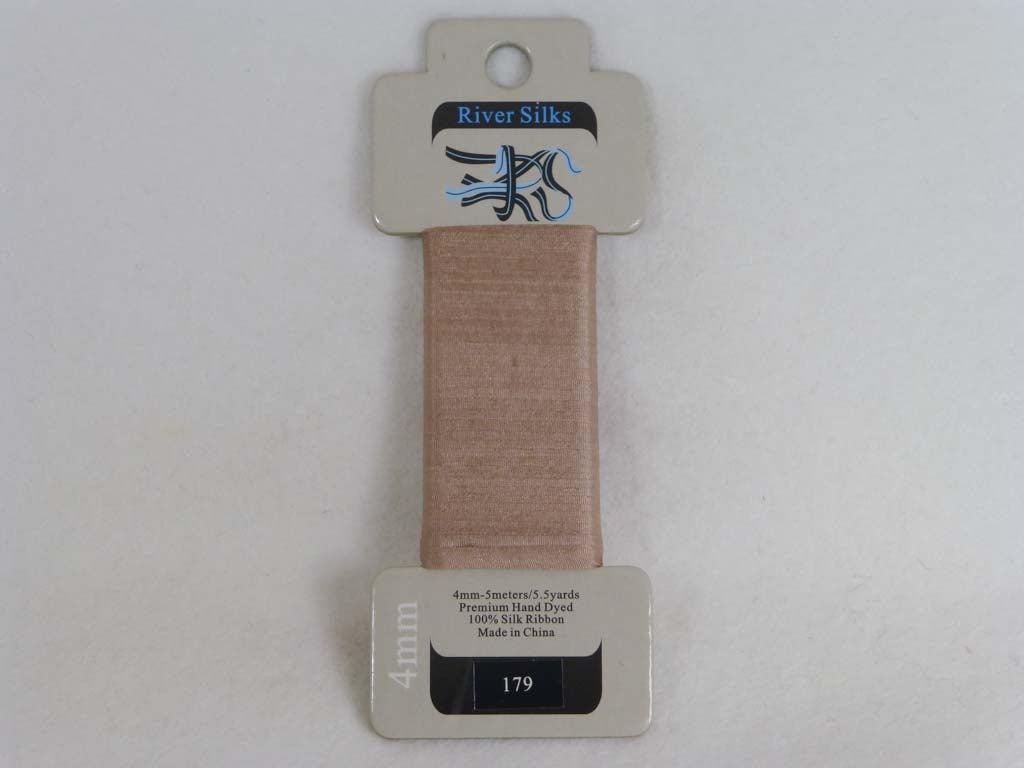 River Silks
4mm-5meters/5.5yards
Premium Hand Dyed
100% Silk Ribbon
Made in China
4mm
179